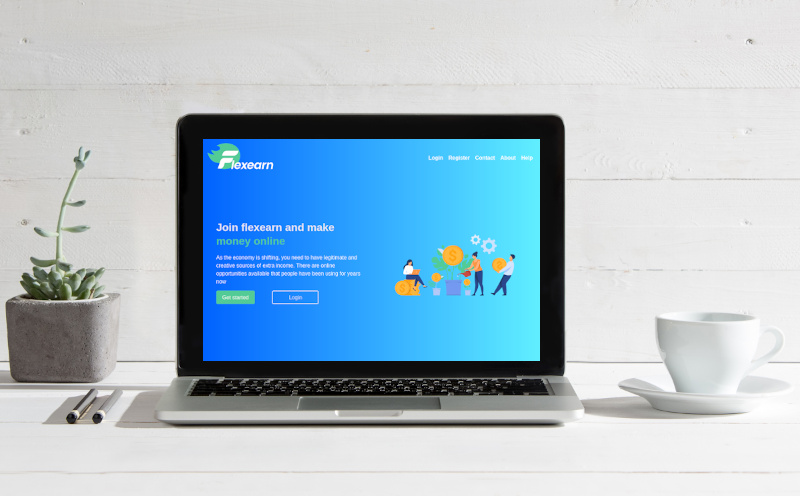 Flexearn
Login Register Contact About Help
Join flexearn and make
money online
As the economy is shifting, you need to have legitimate and
creative sources of extra income. There are online
opportunities available that people have been using for years
now
Get started Login